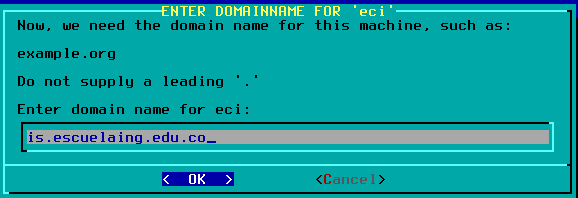 ENTER DOMAINNAME FOR 'eci'
Now, we need the domain name for this machine, such as:
example.org
Do not supply a leading '.'
Enter domain name for eci:
is.escuelaing.edu.co_
< OK > <Cancel>